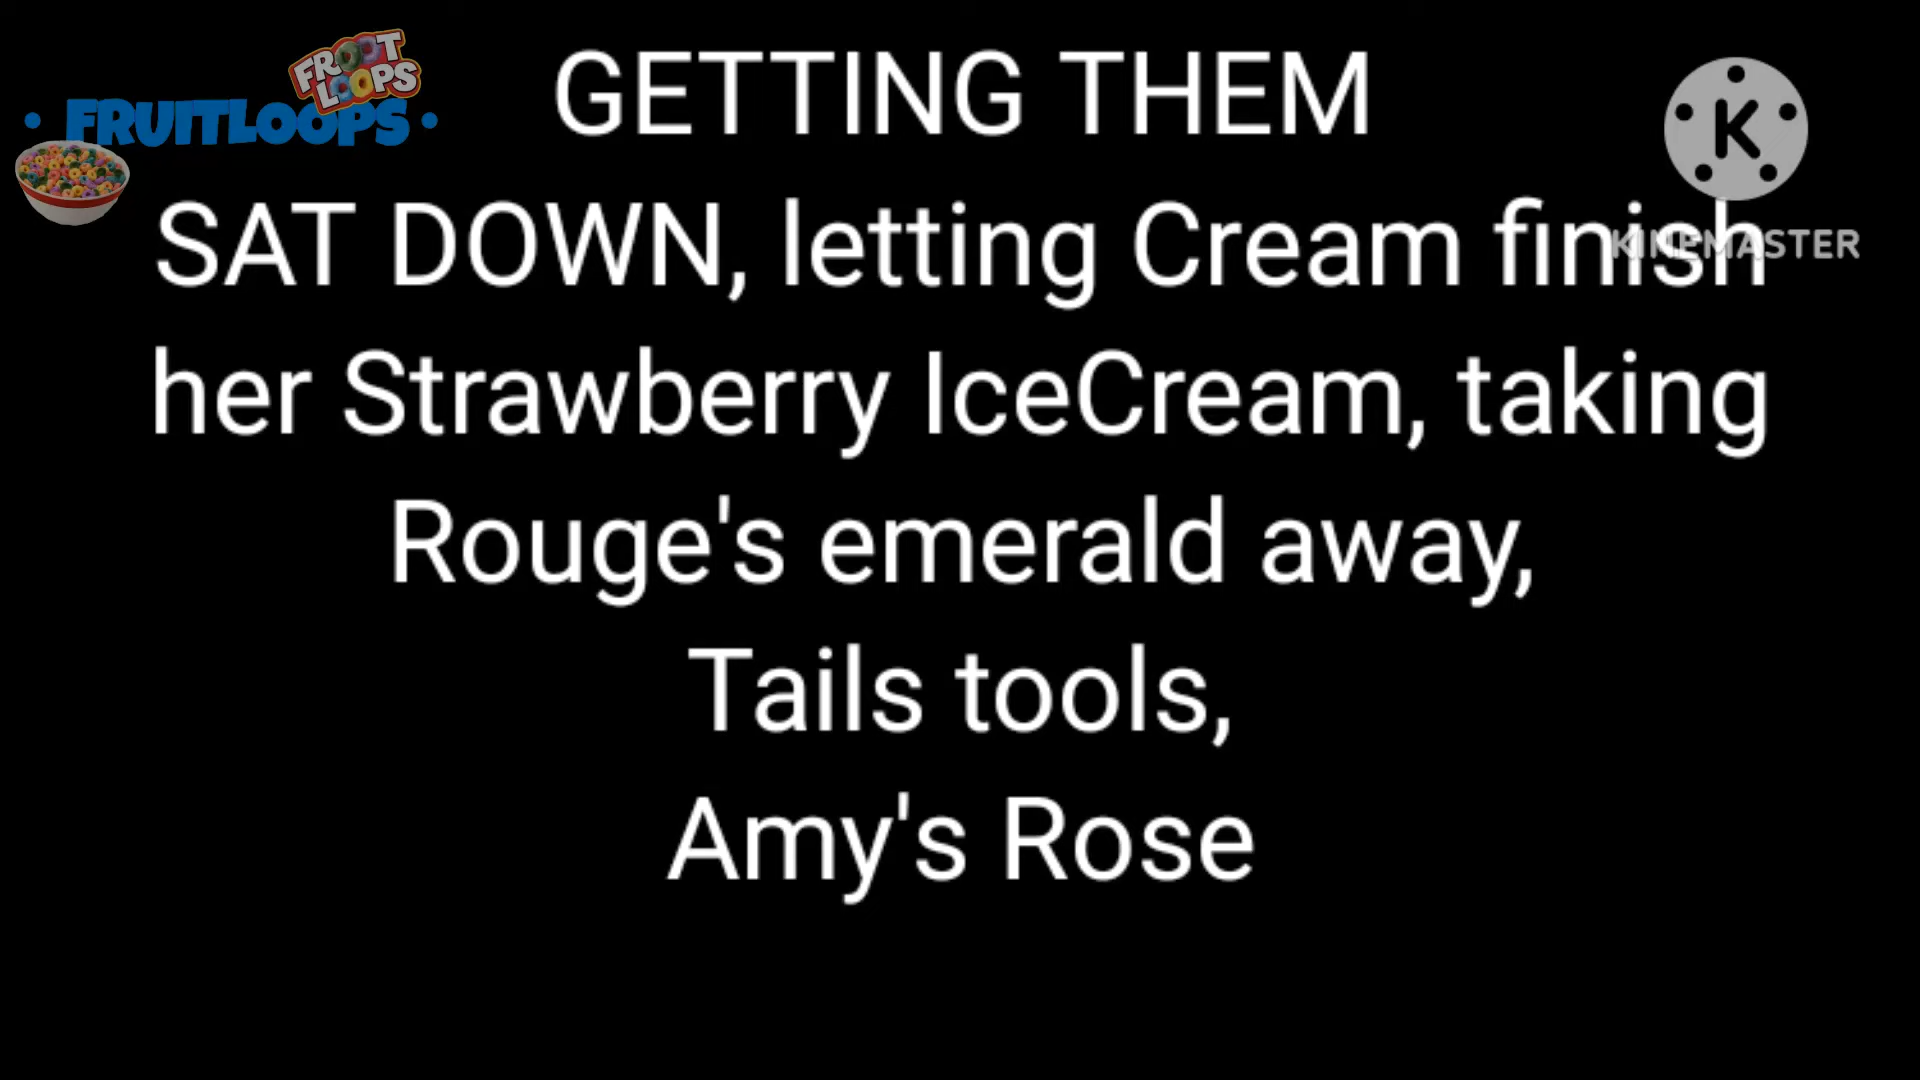 FROOT
LOOPS
• FRUITLOOPS •
GETTING THEM
K
KINEMASTER
SAT DOWN, letting Cream finish
her Strawberry IceCream, taking
Rouge's emerald away,
Tails tools,
Amy's Rose